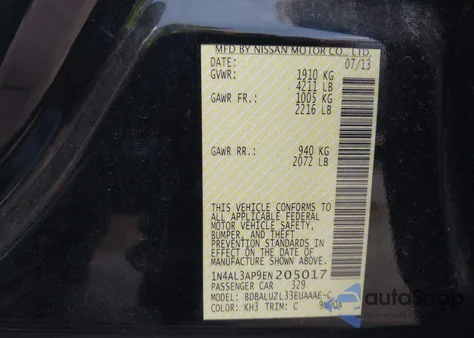 MFD BY NISSAN MOTOR CO., LTD.
DATE: 07/13
GVWR: 1910 KG
4211 LB
GAWR FR.: 1005 KG
2216 LB
GAWR RR.: 940 KG
2072 LB
THIS VEHICLE CONFORMS TO
ALL APPLICABLE FEDERAL
MOTOR VEHICLE SAFETY,
BUMPER, AND THEFT
PREVENTION STANDARDS IN
EFFECT ON THE DATE OF
MANUFACTURE SHOWN ABOVE.
1N4AL3AP9EN205017
PASSENGER CAR 329
MODEL: BDBALUZL33EUAAAE-C
COLOR: KH3 TRIM: C
autoSnap